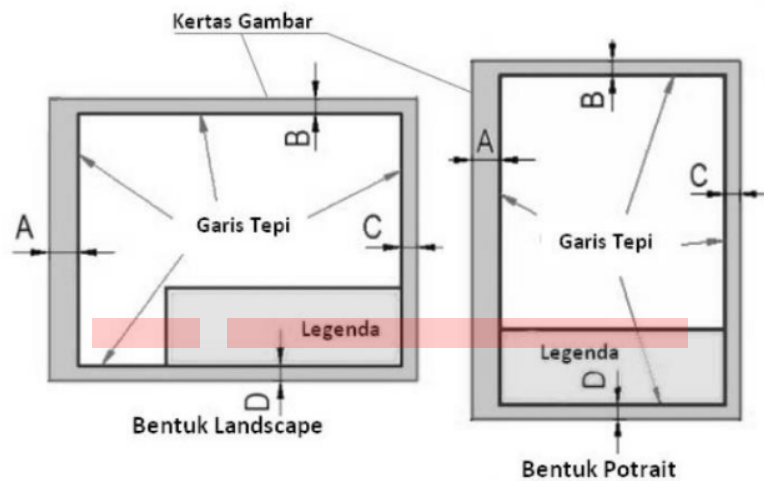 Kertas Gambar
B
A
Garis Tepi
C
Legenda
D
Bentuk Landscape
B
A
C
Garis Tepi
Legenda
D
Bentuk Potrait